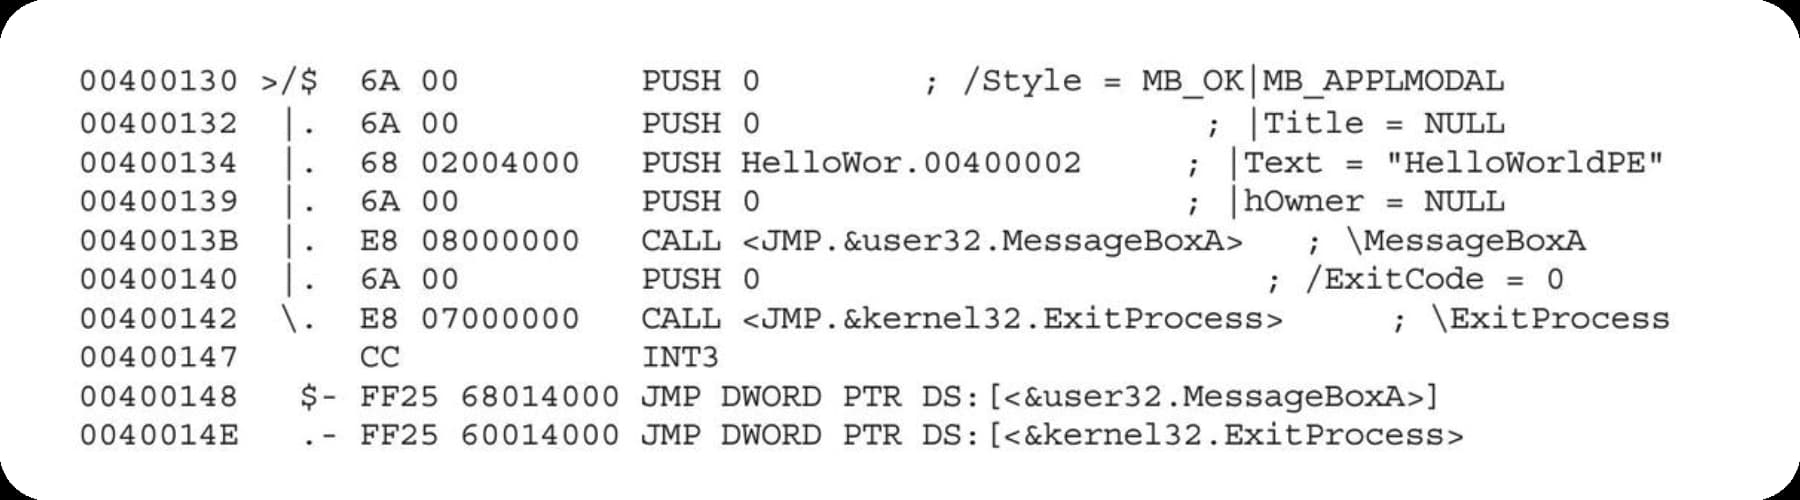 00400130 >/$ 6A 00 PUSH 0 ; /Style = MB_OK|MB_APPLMODAL
00400132 |. 6A 00 PUSH 0 ; |Title = NULL
00400134 |. 68 02004000 PUSH HelloWor.00400002 ; |Text = "HelloWorldPE"
00400139 |. 6A 00 PUSH 0 ; |hOwner = NULL
0040013B |. E8 08000000 CALL <JMP.&user32.MessageBoxA> ; \MessageBoxA
00400140 |. 6A 00 PUSH 0 ; /ExitCode = 0
00400142 \. E8 07000000 CALL <JMP.&kernel32.ExitProcess> ; \ExitProcess
00400147 CC INT3
00400148 $- FF25 68014000 JMP DWORD PTR DS:[<&user32.MessageBoxA>]
0040014E .- FF25 60014000 JMP DWORD PTR DS:[<&kernel32.ExitProcess>